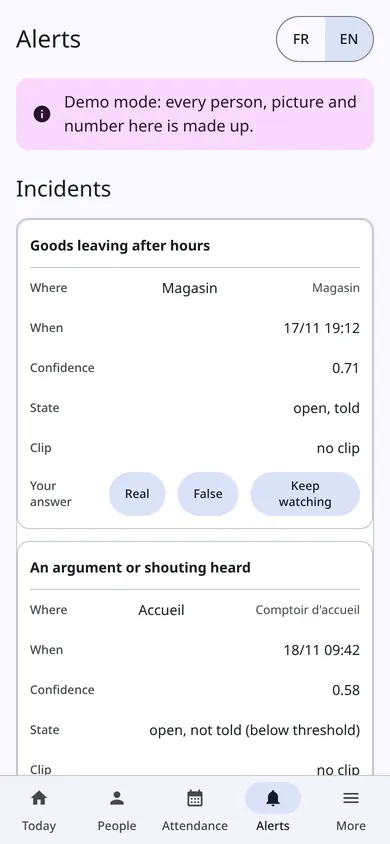 Alerts
FR EN
Demo mode: every person, picture and
number here is made up.
Incidents
Goods leaving after hours
Where Magasin Magasin
When 17/11 19:12
Confidence 0.71
State open, told
Clip no clip
Your answer Real False Keep watching
An argument or shouting heard
Where Accueil Comptoir d'accueil
When 18/11 09:42
Confidence 0.58
State open, not told (below threshold)
Clip no clip
Today People Attendance Alerts More